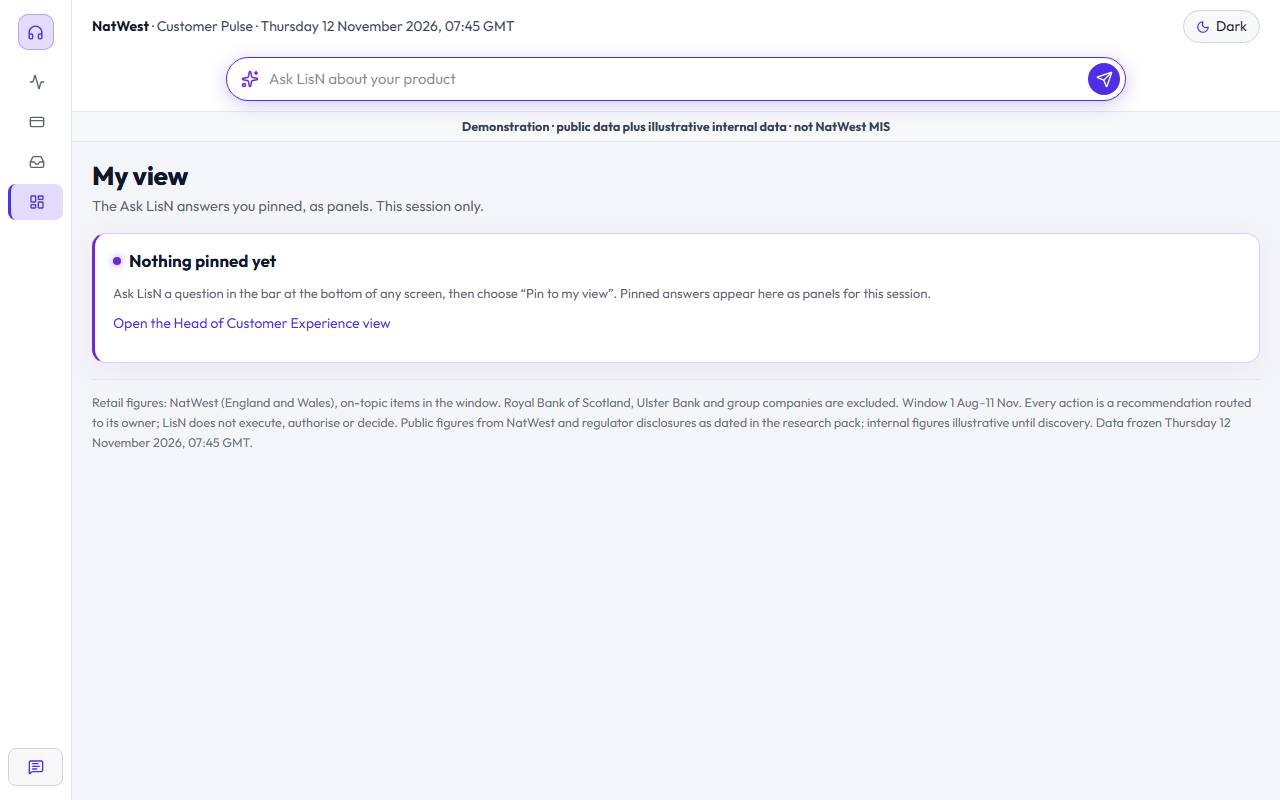 NatWest · Customer Pulse · Thursday 12 November 2026, 07:45 GMT
Dark
Ask LisN about your product
Demonstration · public data plus illustrative internal data · not NatWest MIS
My view
The Ask LisN answers you pinned, as panels. This session only.
Nothing pinned yet
Ask LisN a question in the bar at the bottom of any screen, then choose “Pin to my view”. Pinned answers appear here as panels for this session.
Open the Head of Customer Experience view
Retail figures: NatWest (England and Wales), on-topic items in the window. Royal Bank of Scotland, Ulster Bank and group companies are excluded. Window 1 Aug–11 Nov. Every action is a recommendation routed
to its owner; LisN does not execute, authorise or decide. Public figures from NatWest and regulator disclosures as dated in the research pack; internal figures illustrative until discovery. Data frozen Thursday 12
November 2026, 07:45 GMT.